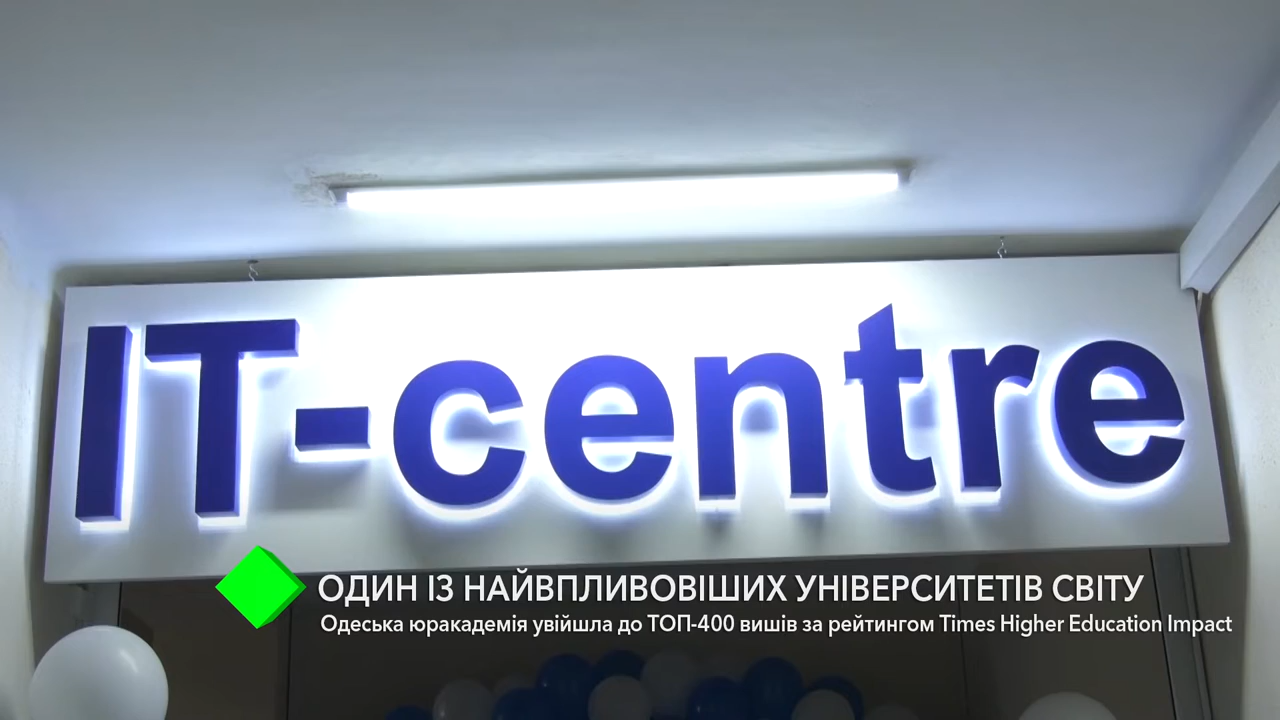 IT-centre
ОДИН ІЗ НАЙВПЛИВОВІШИХ УНІВЕРСИТЕТІВ СВІТУ
Одеська юракадемія увійшла до ТОП-400 вишів за рейтингом Times Higher Education Impact